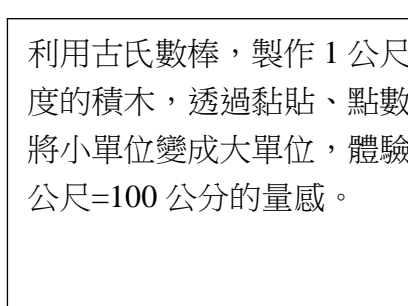 利用古氏數棒，製作 1 公尺
度的積木，透過黏貼、點數
將小單位變成大單位，體驗
公尺=100 公分的量感。